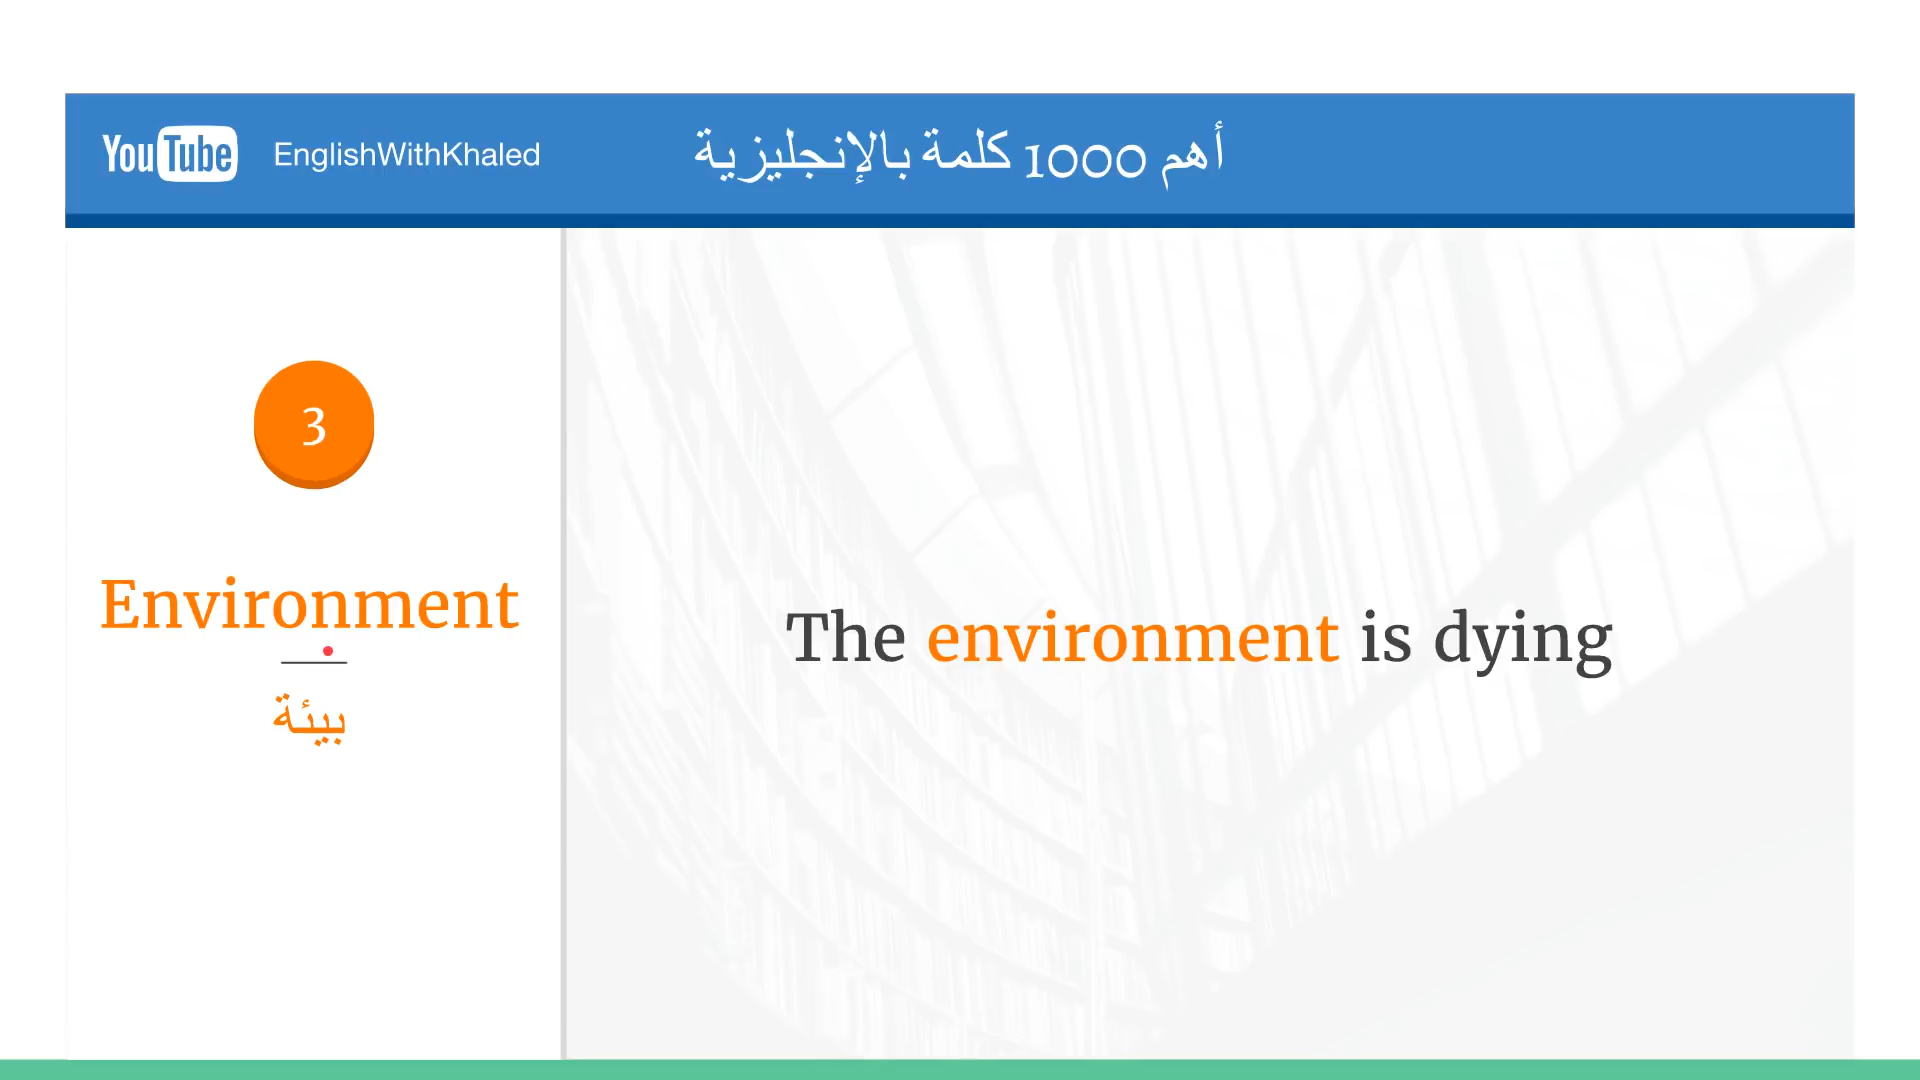 YouTube EnglishWithKhaled
أهم 1000 كلمة بالإنجليزية
3
Environment
بيئة
The environment is dying